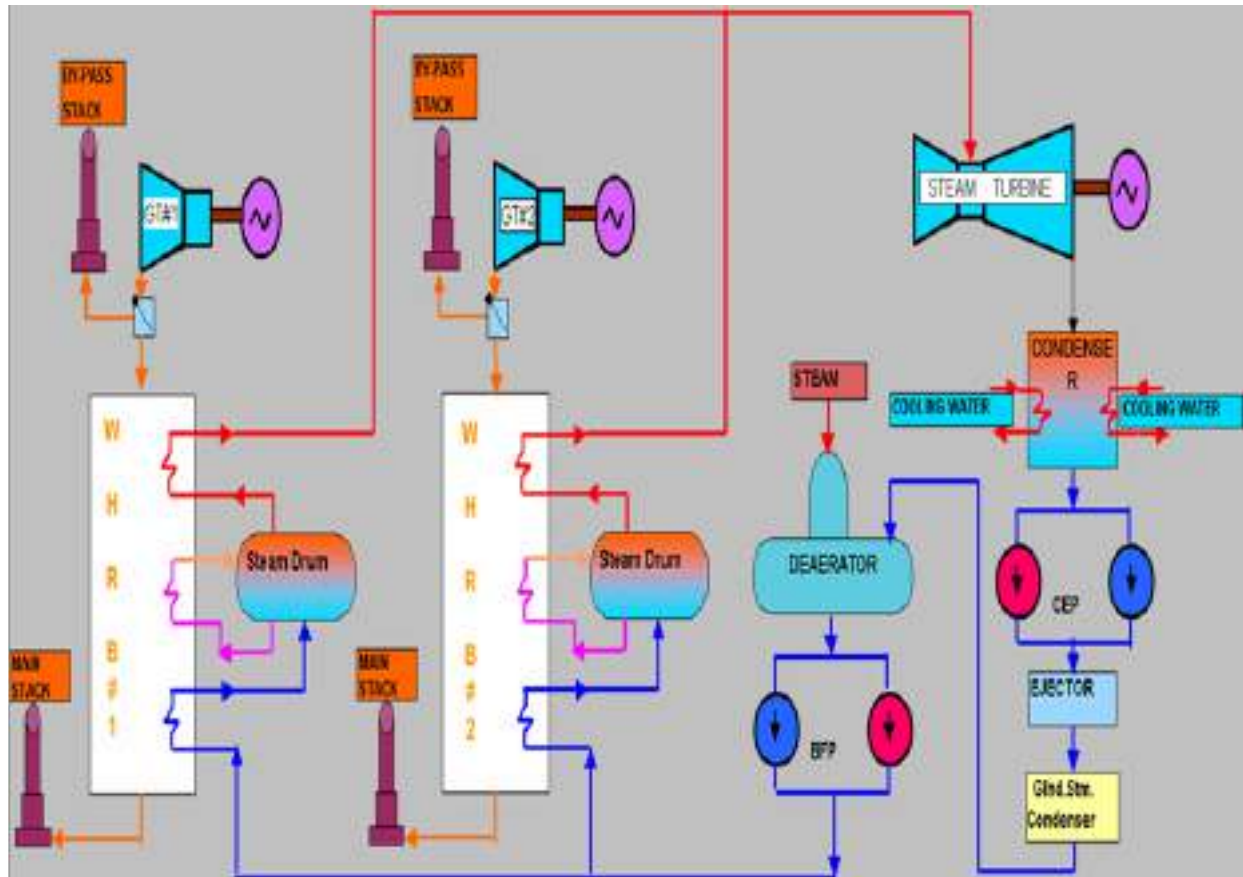 BY-PASS
STACK
BY-PASS
STACK
GT#1
GT#2
STEAM TURBINE
CONDENSE
R
STEAM
COOLING WATER
COOLING WATER
W
H
R
B
#
1
W
H
R
B
#
2
Steam Drum
Steam Drum
DEAERATOR
CEP
MAIN
STACK
MAIN
STACK
EJECTOR
BFP
Glnd.Stm.
Condenser